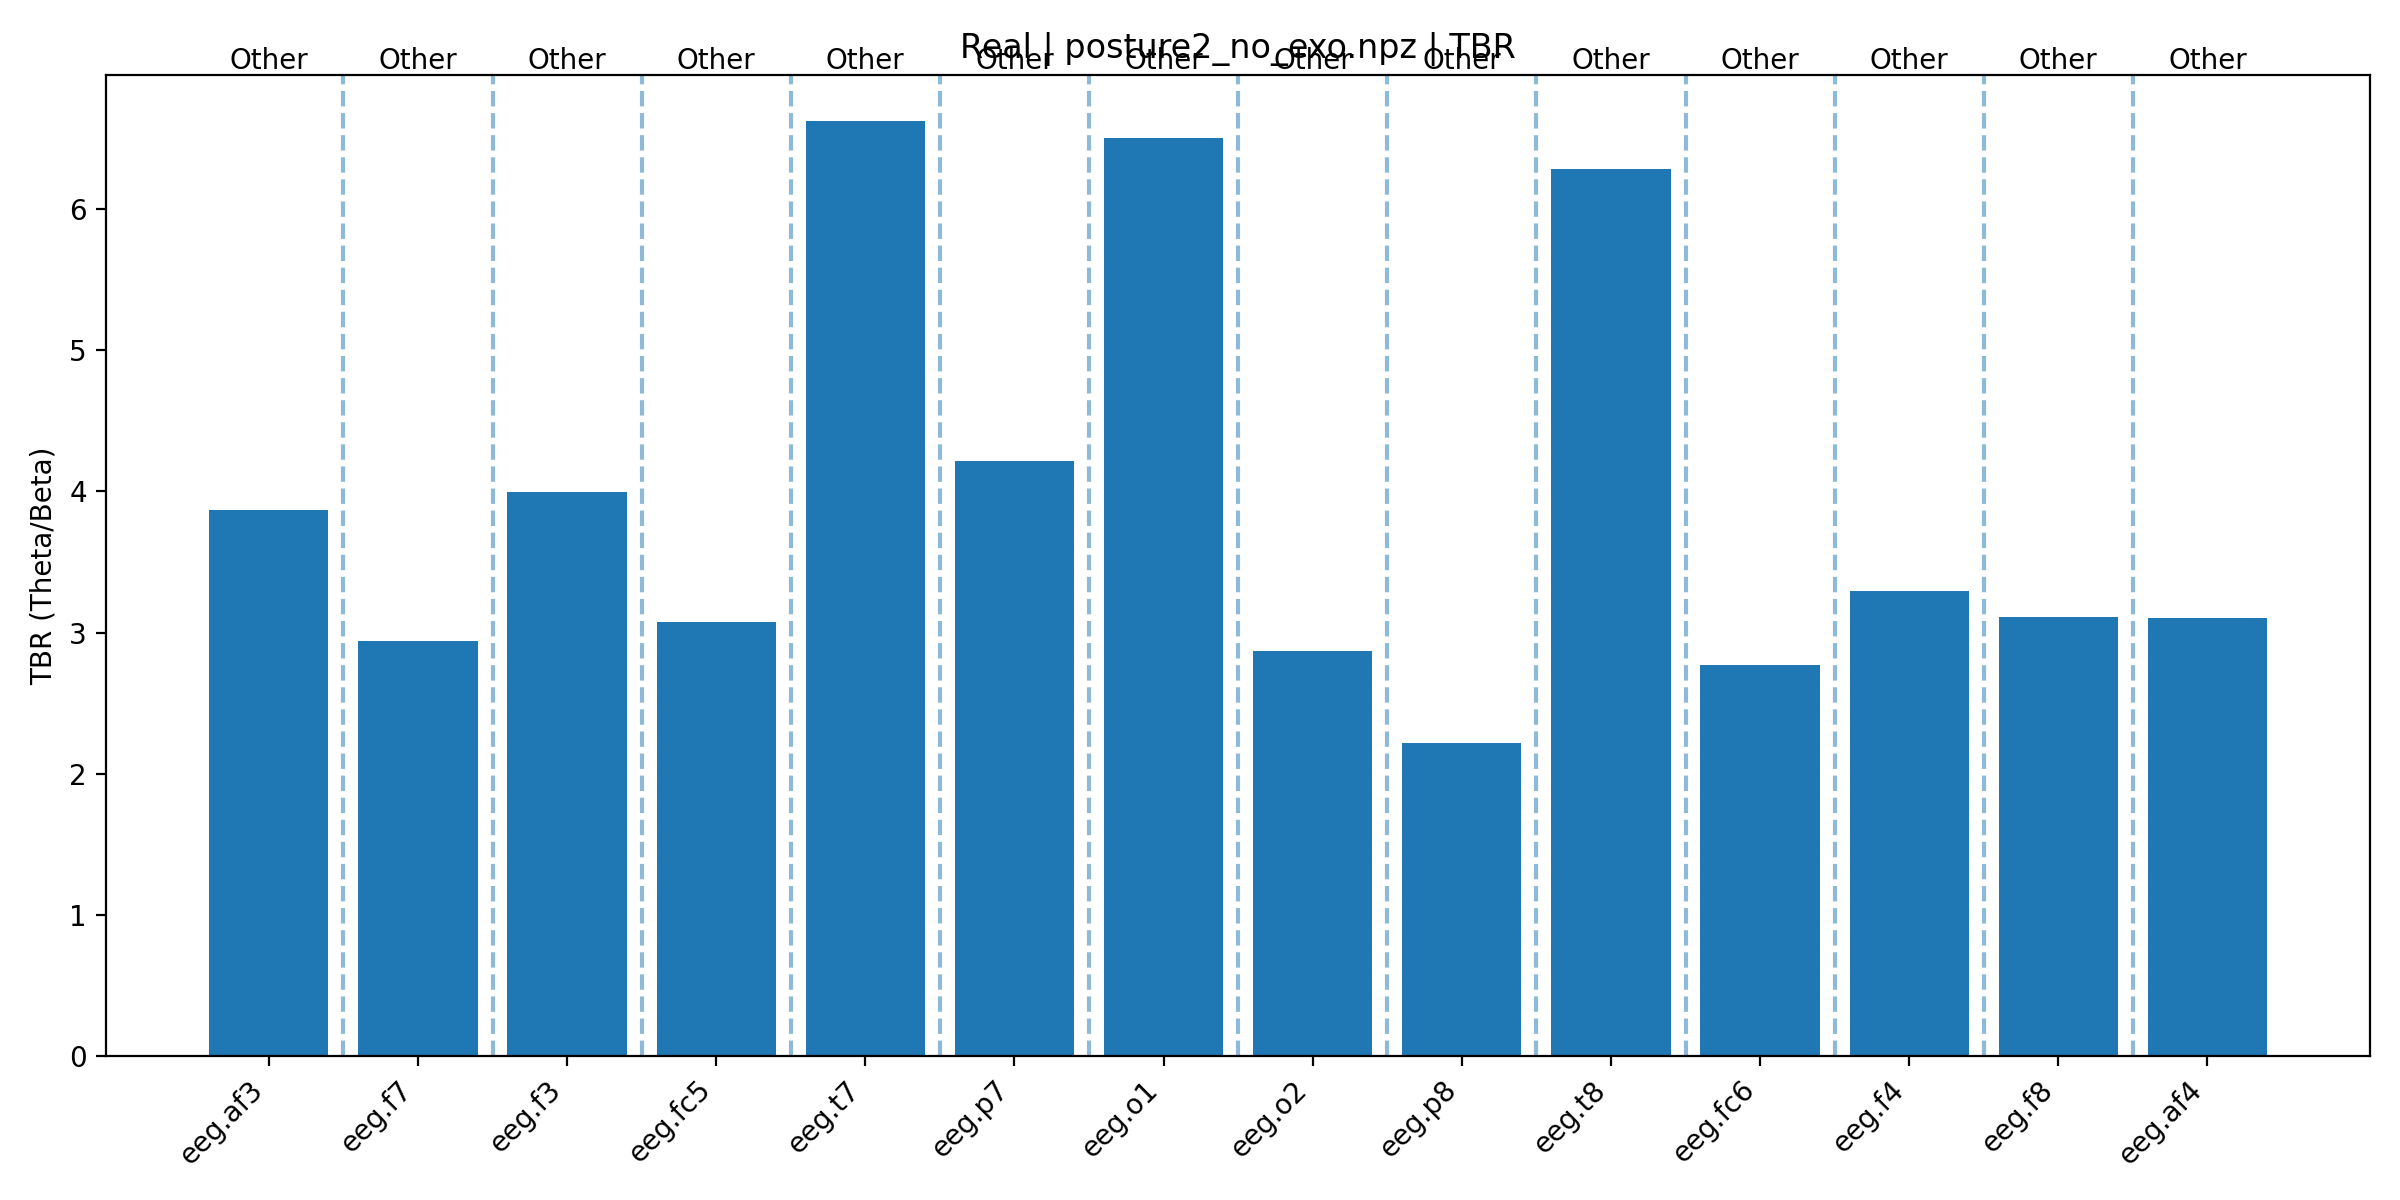 Real | posture2_no_exo.npz | TBR
Other Other Other Other Other Other Other Other Other Other Other Other Other Other
TBR (Theta/Beta)
6
5
4
3
2
1
0
eeg.af3 eeg.f7 eeg.f3 eeg.fc5 eeg.t7 eeg.p7 eeg.o1 eeg.o2 eeg.p8 eeg.t8 eeg.fc6 eeg.f4 eeg.f8 eeg.af4